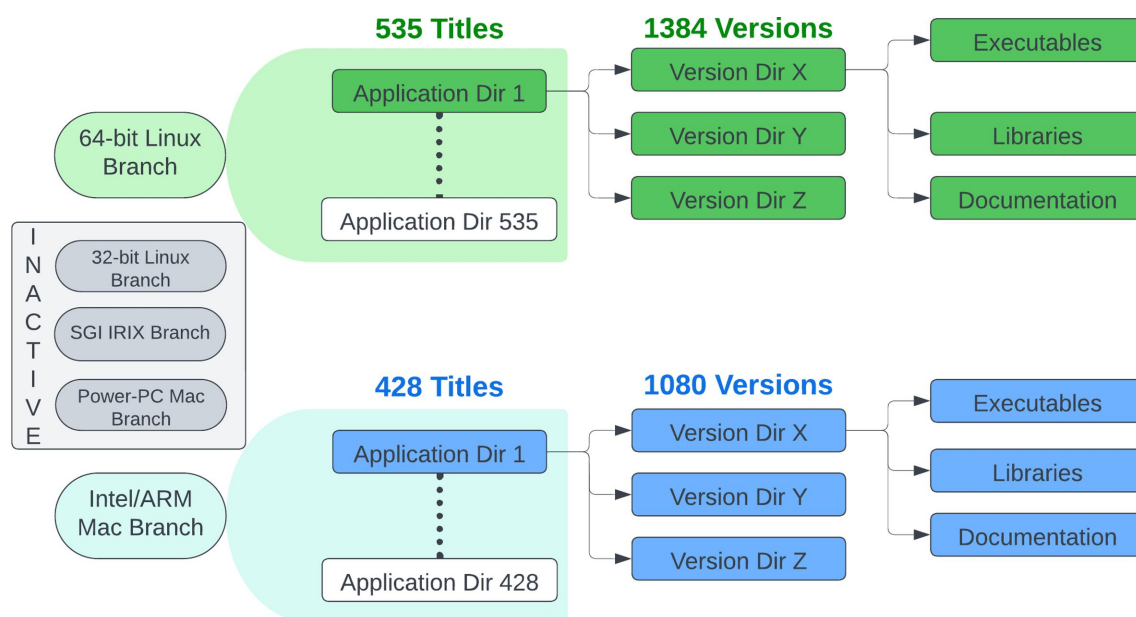 535 Titles
1384 Versions
Executables
Application Dir 1
Version Dir X
64-bit Linux
Branch
Version Dir Y
Libraries
Application Dir 535
Version Dir Z
Documentation
INACTIVE
32-bit Linux
Branch
SGI IRIX Branch
Power-PC Mac
Branch
428 Titles
1080 Versions
Executables
Application Dir 1
Version Dir X
Intel/ARM
Mac Branch
Version Dir Y
Libraries
Application Dir 428
Version Dir Z
Documentation